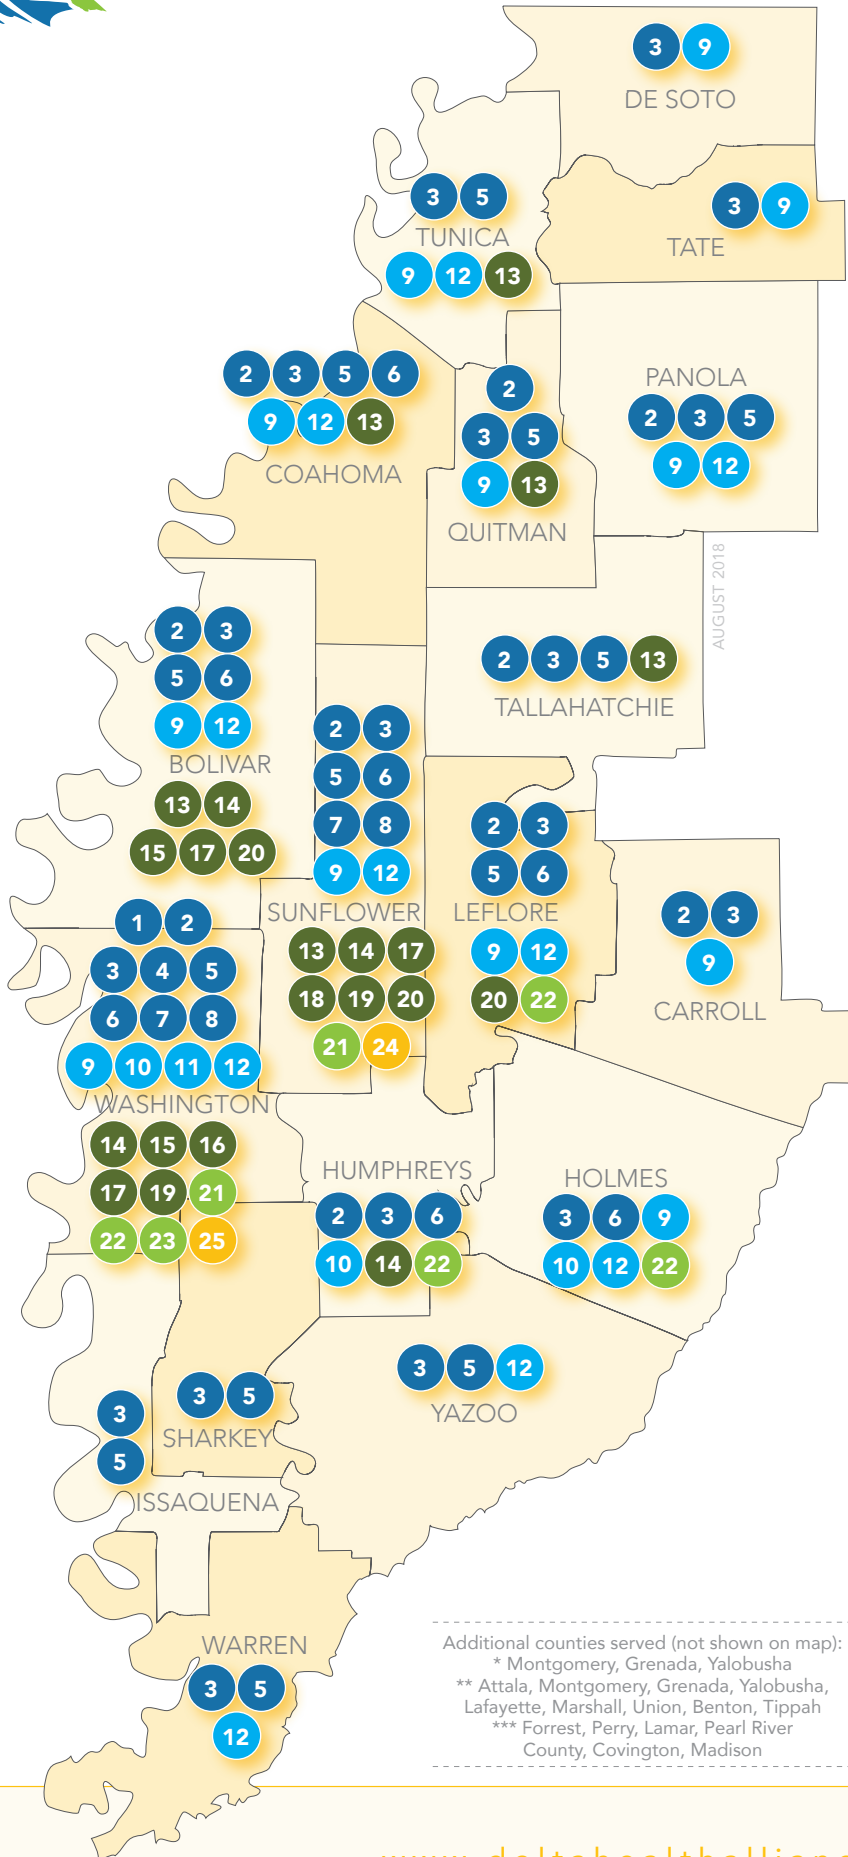 3 9
DE SOTO
3 5
TUNICA
9 12 13
3 9
TATE
2 3 5 6
9 12 13
COAHOMA
2
3 5
9 13
QUITMAN
PANOLA
2 3 5
9 12
AUGUST 2018
2 3 5 13
TALLAHATCHIE
2 3
5 6
9 12
BOLIVAR
13 14
15 17 20
2 3
5 6
7 8
9 12
SUNFLOWER
13 14 17
18 19 20
21 24
2 3
5 6
LEFLORE
9 12
20 22
2 3
9
CARROLL
1 2
3 4 5
6 7 8
9 10 11 12
WASHINGTON
14 15 16
17 19 21
22 23 25
HUMPHREYS
2 3 6
10 14 22
HOLMES
3 6 9
10 12 22
3 5 12
YAZOO
3 5
SHARKEY
3
5
ISSAQUENA
WARREN
3 5
12
Additional counties served (not shown on map):
* Montgomery, Grenada, Yalobusha
** Attala, Montgomery, Grenada, Yalobusha,
Lafayette, Marshall, Union, Benton, Tippah
*** Forrest, Perry, Lamar, Pearl River
County, Covington, Madison